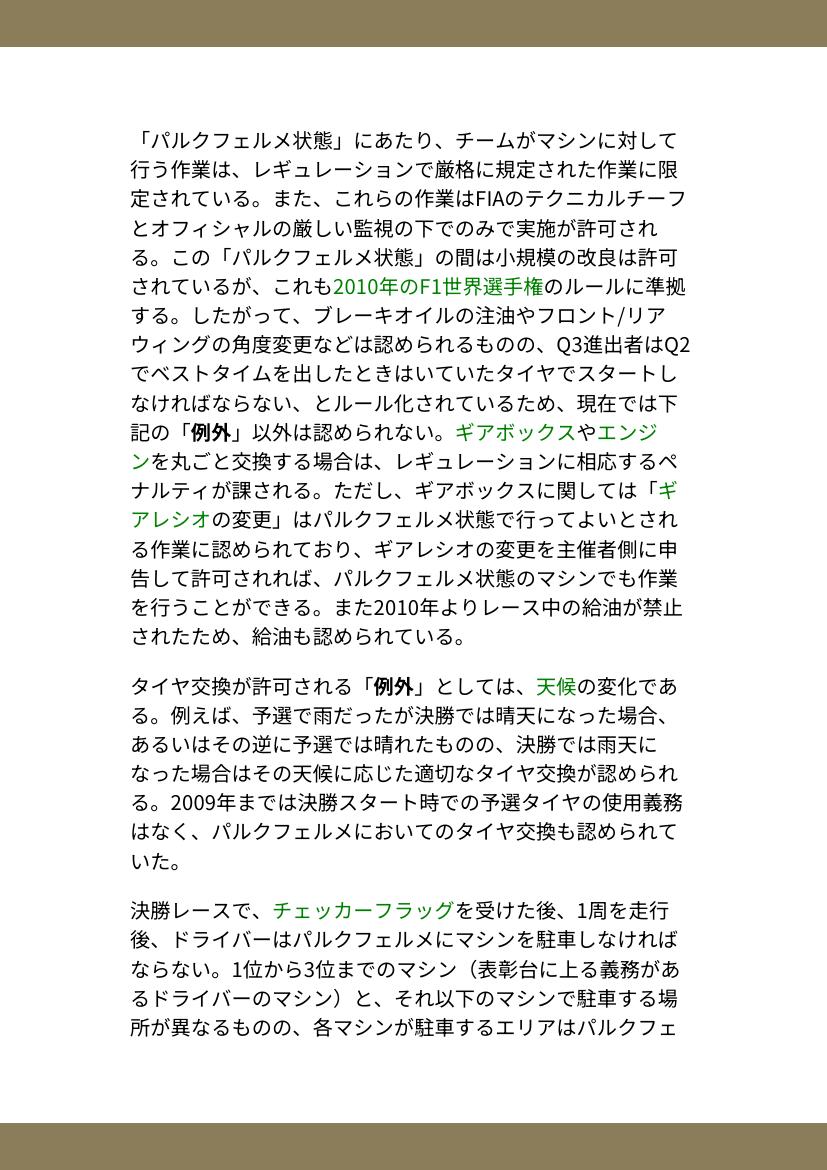 「パルクフェルメ状態」にあたり、チームがマシンに対して
行う作業は、レギュレーションで厳格に規定された作業に限
定されている。また、これらの作業はFIAのテクニカルチーフ
とオフィシャルの厳しい監視の下でのみで実施が許可され
る。この「パルクフェルメ状態」の間は小規模の改良は許可
されているが、これも2010年のF1世界選手権のルールに準拠
する。したがって、ブレーキオイルの注油やフロント/リア
ウィングの角度変更などは認められるものの、Q3進出者はQ2
でベストタイムを出したときはいていたタイヤでスタートし
なければならない、とルール化されているため、現在では下
記の「例外」以外は認められない。ギアボックスやエンジ
ンを丸ごと交換する場合は、レギュレーションに相応するペ
ナルティが課される。ただし、ギアボックスに関しては「ギ
アレシオの変更」はパルクフェルメ状態で行ってよいとされ
る作業に認められており、ギアレシオの変更を主催者側に申
告して許可されれば、パルクフェルメ状態のマシンでも作業
を行うことができる。また2010年よりレース中の給油が禁止
されたため、給油も認められている。
タイヤ交換が許可される「例外」としては、天候の変化であ
る。例えば、予選で雨だったが決勝では晴天になった場合、
あるいはその逆に予選では晴れたものの、決勝では雨天に
なった場合はその天候に応じた適切なタイヤ交換が認められ
る。2009年までは決勝スタート時での予選タイヤの使用義務
はなく、パルクフェルメにおいてのタイヤ交換も認められて
いた。
決勝レースで、チェッカーフラッグを受けた後、1周を走行
後、ドライバーはパルクフェルメにマシンを駐車しなければ
ならない。1位から3位までのマシン（表彰台に上る義務があ
るドライバーのマシン）と、それ以下のマシンで駐車する場
所が異なるものの、各マシンが駐車するエリアはパルクフェ